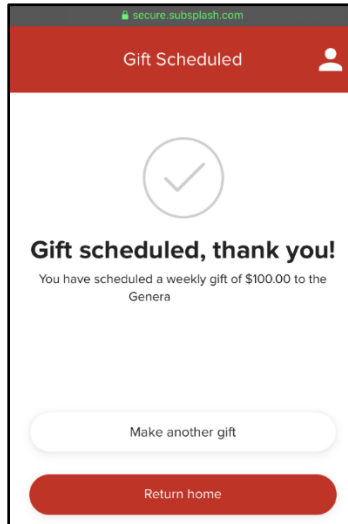 secure.subsplash.com
Gift Scheduled
Gift scheduled, thank you!
You have scheduled a weekly gift of $100.00 to the
Genera
Make another gift
Return home